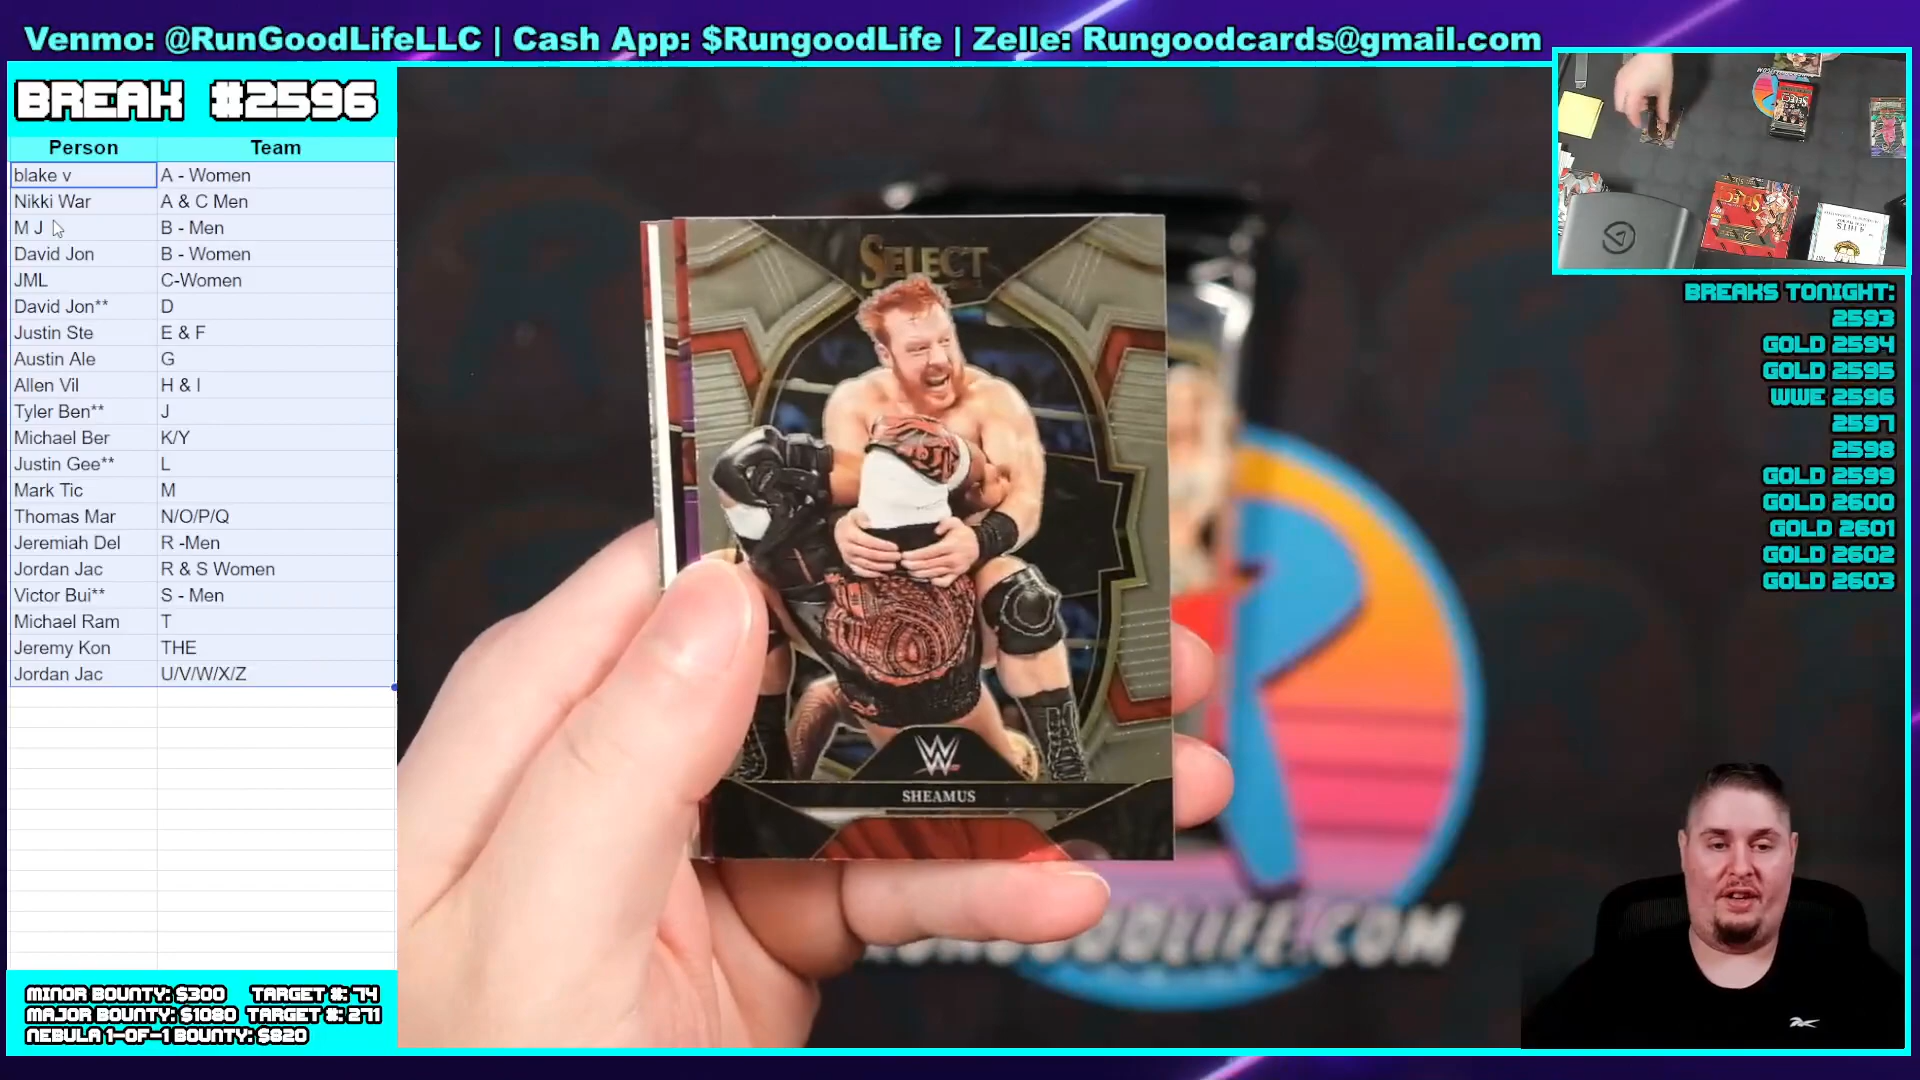 Venmo: @RunGoodLifeLLC | Cash App: $RungoodLife | Zelle: Rungoodcards@gmail.com
BREAK #2596
Person Team
blake v A - Women
Nikki War A & C Men
M J B - Men
David Jon B - Women
JML C-Women
David Jon** D
Justin Ste E & F
Austin Ale G
Allen Vil H & I
Tyler Ben** J
Michael Ber K/Y
Justin Gee** L
Mark Tic M
Thomas Mar N/O/P/Q
Jeremiah Del R -Men
Jordan Jac R & S Women
Victor Bui** S - Men
Michael Ram T
Jeremy Kon THE
Jordan Jac U/V/W/X/Z
MINOR BOUNTY: $300 TARGET #: 74
MAJOR BOUNTY: $1080 TARGET #: 271
NEBULA 1-OF-1 BOUNTY: $820
SELECT
W
SHEAMUS
RUNGOODLIFE.COM
SELECT
SELECT
BREAKS TONIGHT:
2593
GOLD 2594
GOLD 2595
WWE 2596
2597
2598
GOLD 2599
GOLD 2600
GOLD 2601
GOLD 2602
GOLD 2603